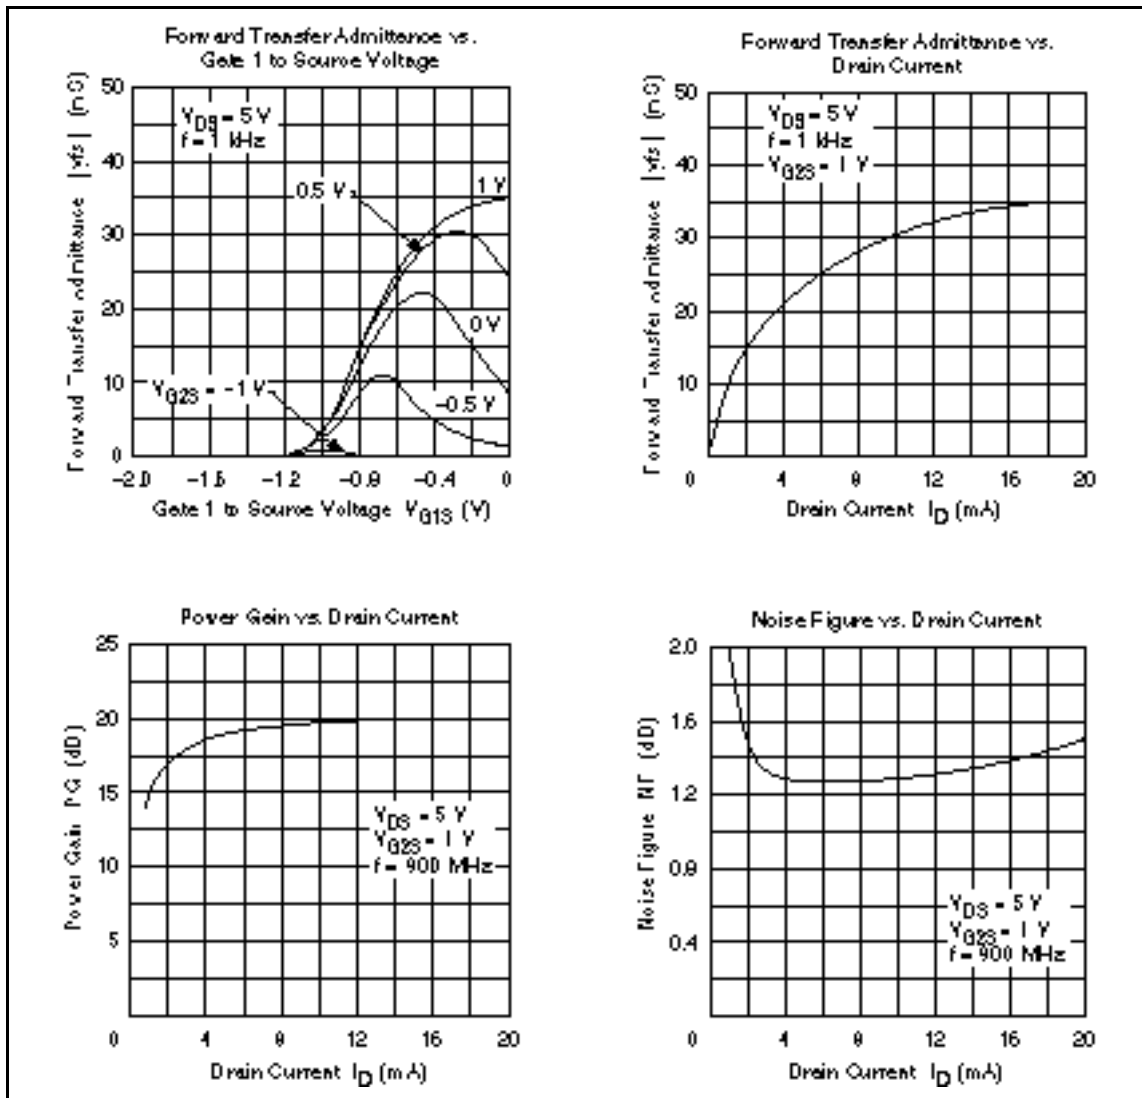 Forward Transfer Admittance vs.
Gate 1 to Source Voltage
50
40
30
20
10
0
Forward Transfer Admittance |yfs| (mS)
VDS = 5 V
f = 1 kHz
0.5 V
1 V
0 V
VG2S = –1 V
–0.5 V
–2.0 –1.6 –1.2 –0.8 –0.4 0
Gate 1 to Source Voltage VG1S (V)
Forward Transfer Admittance vs.
Drain Current
50
40
30
20
10
0
Forward Transfer Admittance |yfs| (mS)
VDS = 5 V
f = 1 kHz
VG2S = 1 V
4 8 12 16 20
Drain Current ID (mA)
Power Gain vs. Drain Current
25
20
15
10
5
Power Gain PG (dB)
VDS = 5 V
VG2S = 1 V
f = 900 MHz
0 4 8 12 16 20
Drain Current ID (mA)
Noise Figure vs. Drain Current
2.0
1.6
1.2
0.8
0.4
Noise Figure NF (dB)
VDS = 5 V
VG2S = 1 V
f = 900 MHz
0 4 8 12 16 20
Drain Current ID (mA)